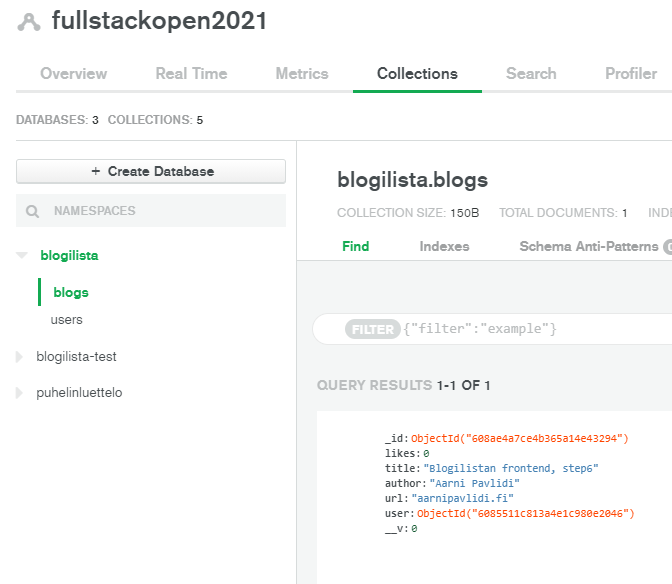 fullstackopen2021
Overview Real Time Metrics Collections Search Profiler
DATABASES: 3 COLLECTIONS: 5
+ Create Database
NAMESPACES
blogilista
blogs
users
blogilista-test
puhelinluettelo
blogilista.blogs
COLLECTION SIZE: 150B TOTAL DOCUMENTS: 1
Find Indexes Schema Anti-Patterns
FILTER {"filter":"example"}
QUERY RESULTS 1-1 OF 1
_id: ObjectId("608ae4a7ce4b365a14e43294")
likes: 0
title: "Blogilistan frontend, step6"
author: "Aarni Pavlidi"
url: "aarnipavlidi.fi"
user: ObjectId("6085511c813a4e1c980e2046")
__v: 0